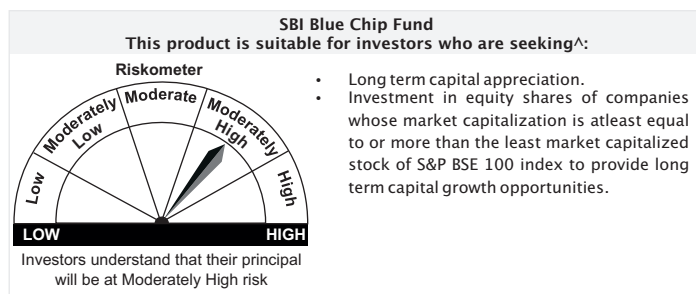 SBI Blue Chip Fund
This product is suitable for investors who are seeking^:
Riskometer
Low
Moderately Low
Moderate
Moderately High
High
LOW HIGH
Investors understand that their principal
will be at Moderately High risk
• Long term capital appreciation.
• Investment in equity shares of companies
whose market capitalization is atleast equal
to or more than the least market capitalized
stock of S&P BSE 100 index to provide long
term capital growth opportunities.